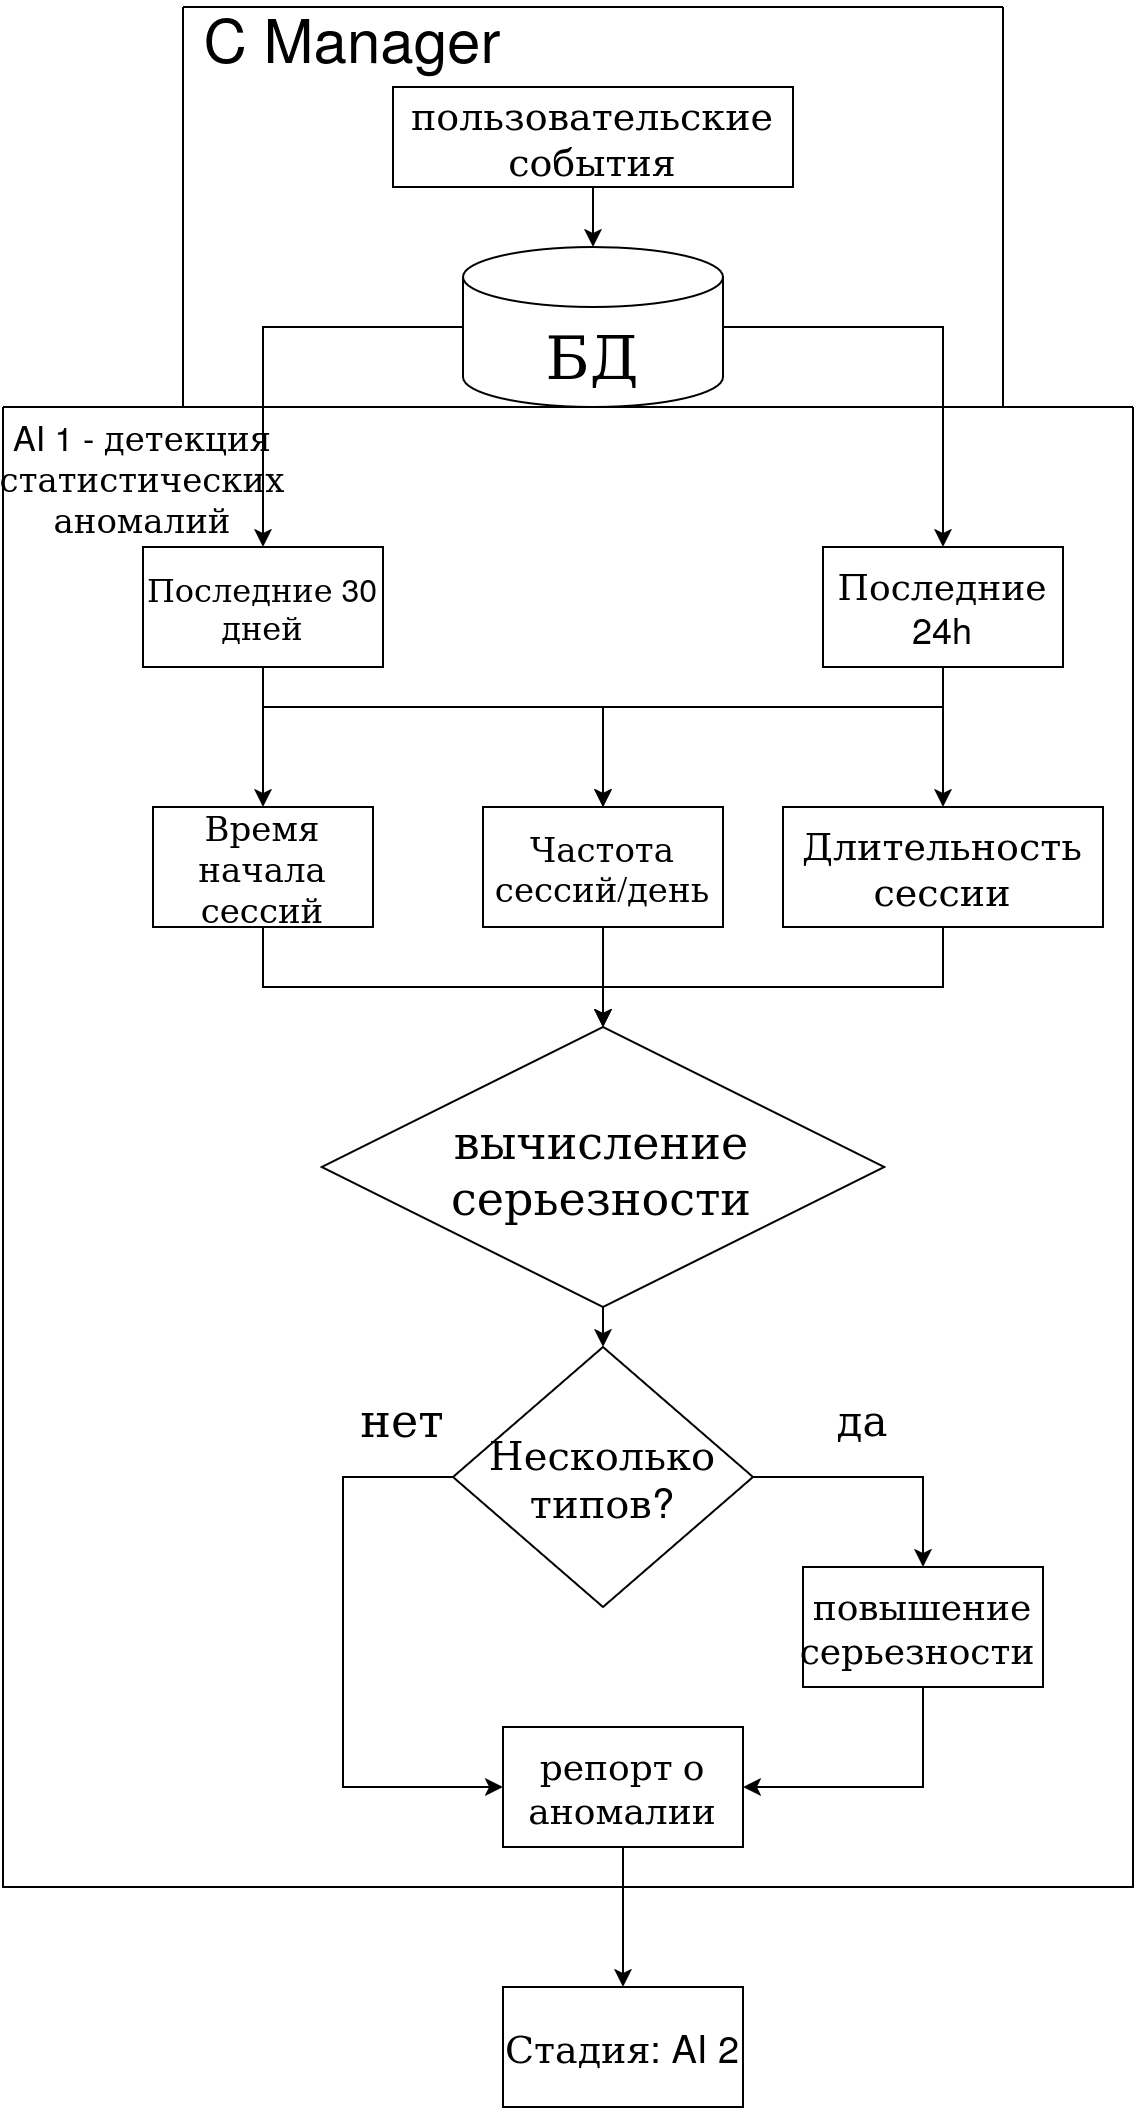 C Manager
пользовательские
события
БД
AI 1 - детекция
статистических
аномалий
Последние 30
дней
Последние
24h
Время
начала
сессий
Частота
сессий/день
Длительность
сессии
вычисление
серьезности
нет
да
Несколько
типов?
повышение
серьезности
репорт о
аномалии
Стадия: AI 2